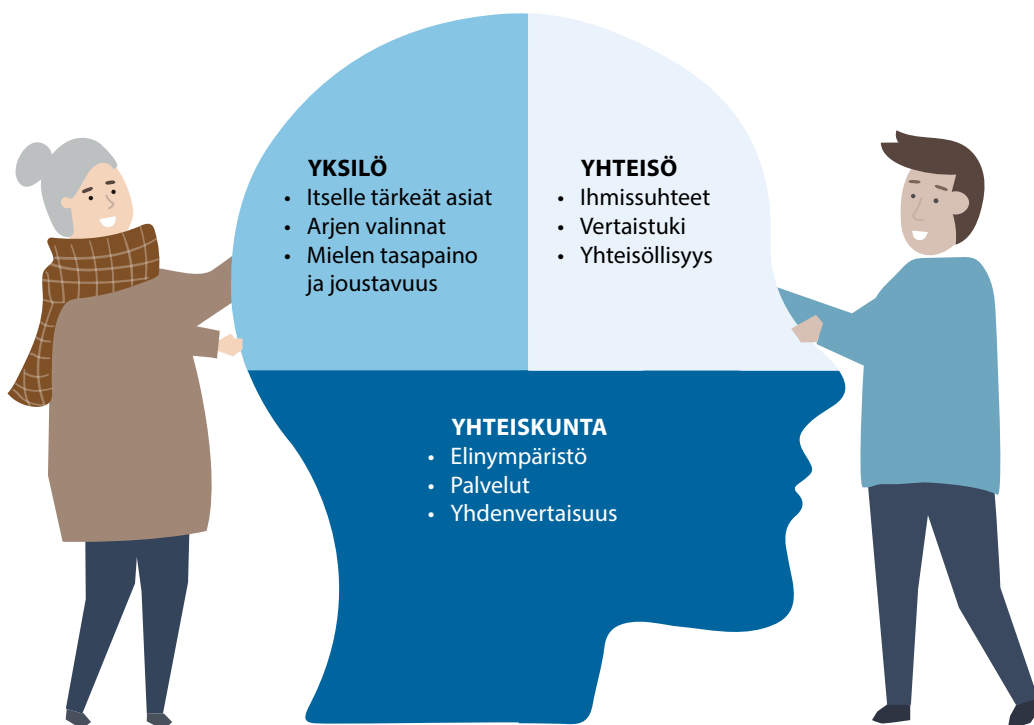 YKSILÖ
• Itselle tärkeät asiat
• Arjen valinnat
• Mielen tasapaino
ja joustavuus
YHTEISÖ
• Ihmissuhteet
• Vertaistuki
• Yhteisöllisyys
YHTEISKUNTA
• Elinympäristö
• Palvelut
• Yhdenvertaisuus